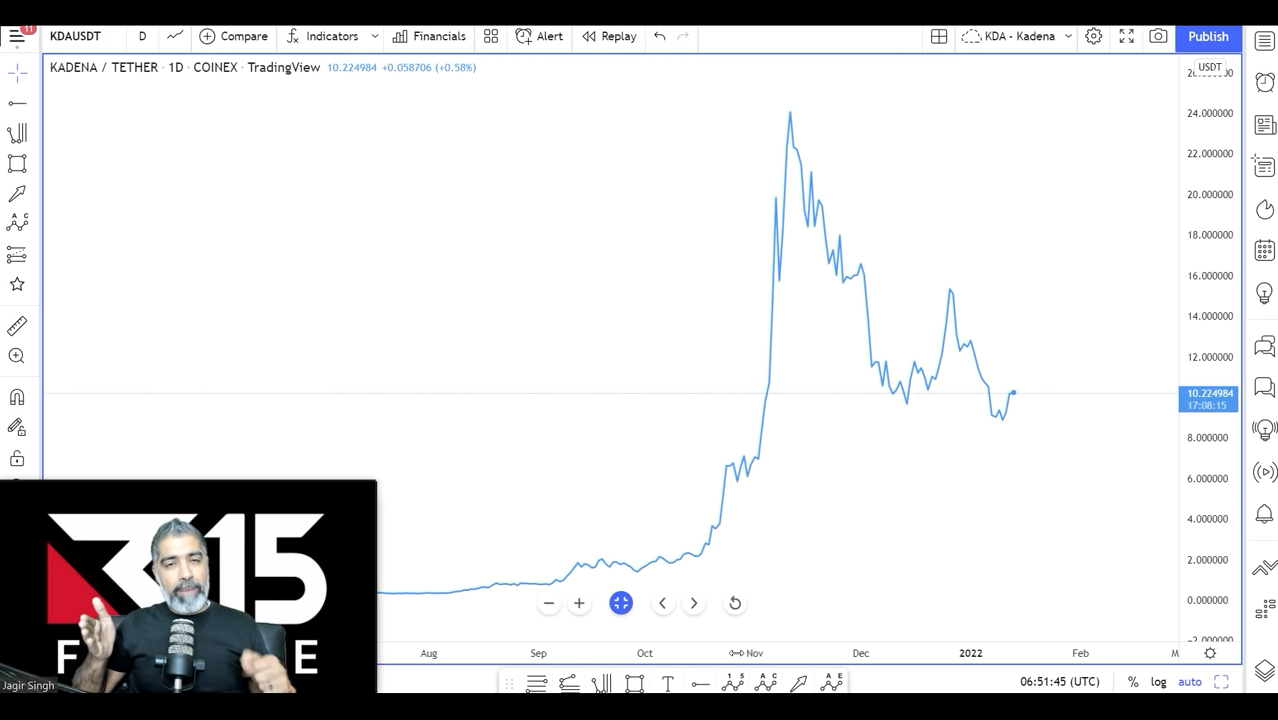 11
KDAUSDT D Compare Indicators Financials Alert Replay KDA - Kadena Publish
KADENA / TETHER · 1D · COINEX · TradingView 10.224984 +0.058706 (+0.58%)
USDT
24.000000
22.000000
20.000000
18.000000
16.000000
14.000000
12.000000
10.224984
17:08:15
8.000000
6.000000
4.000000
2.000000
0.000000
-2.000000
Aug Sep Oct Nov Dec 2022 Feb M
06:51:45 (UTC) % log auto
Jagir Singh